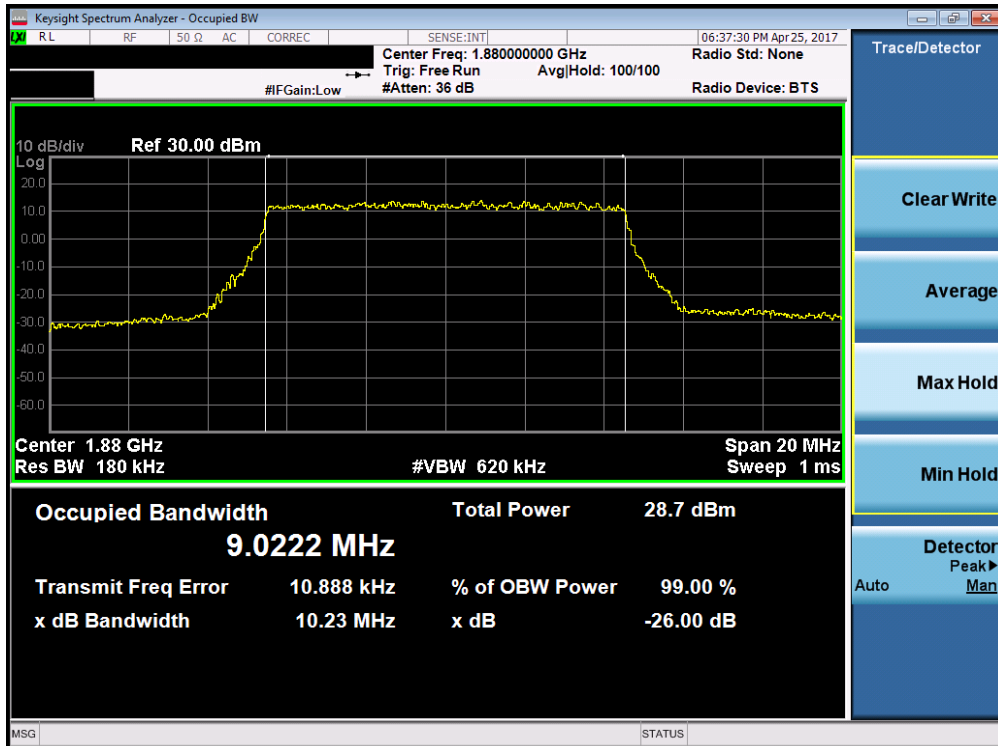 Keysight Spectrum Analyzer - Occupied BW
LXI RL RF 50 Ω AC CORREC SENSE:INT 06:37:30 PM Apr 25, 2017
Center Freq: 1.880000000 GHz Radio Std: None
Trig: Free Run Avg|Hold: 100/100
#IFGain:Low #Atten: 36 dB Radio Device: BTS
10 dB/div Ref 30.00 dBm
Log
20.0
10.0
0.00
-10.0
-20.0
-30.0
-40.0
-50.0
-60.0
Center 1.88 GHz Span 20 MHz
Res BW 180 kHz #VBW 620 kHz Sweep 1 ms
Occupied Bandwidth Total Power 28.7 dBm
9.0222 MHz
Transmit Freq Error 10.888 kHz % of OBW Power 99.00 %
x dB Bandwidth 10.23 MHz x dB -26.00 dB
Trace/Detector
Clear Write
Average
Max Hold
Min Hold
Detector
Peak▶
Auto Man
MSG STATUS